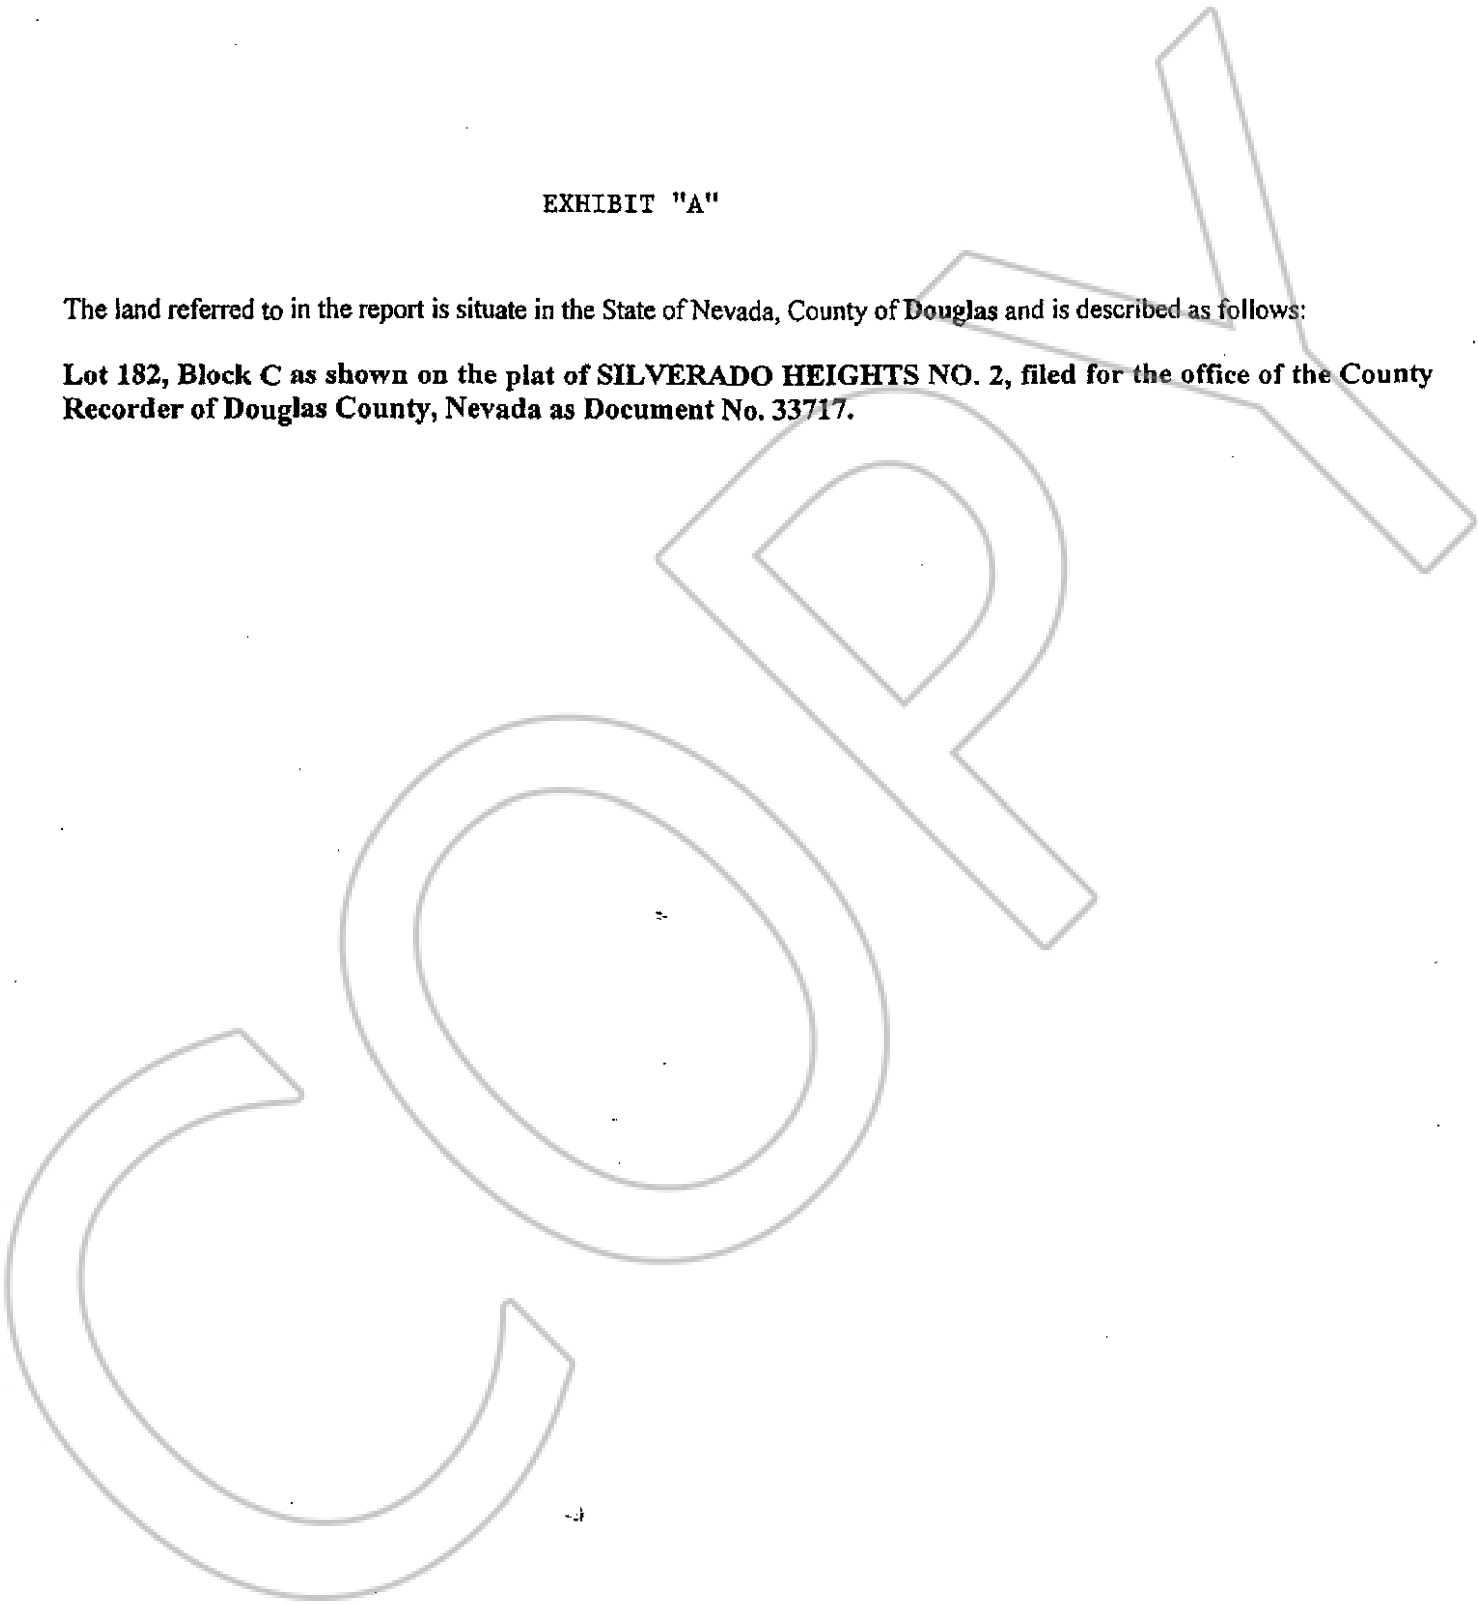 EXHIBIT "A"
The land referred to in the report is situate in the State of Nevada, County of Douglas and is described as follows:
Lot 182, Block C as shown on the plat of SILVERADO HEIGHTS NO. 2, filed for the office of the County
Recorder of Douglas County, Nevada as Document No. 33717.
COPY